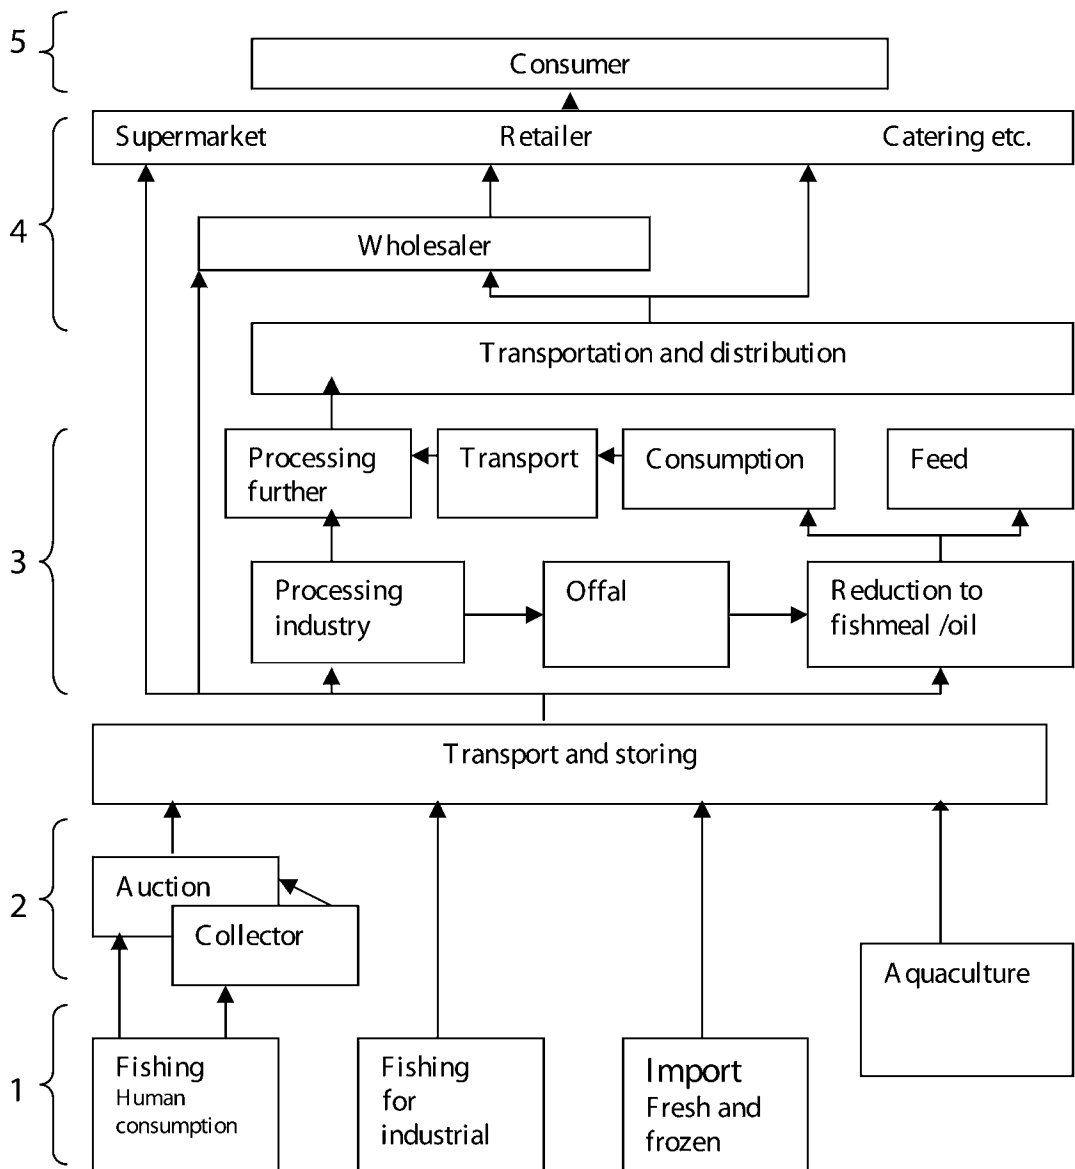 5
Consumer
Supermarket Retailer Catering etc.
4
Wholesaler
Transportation and distribution
3
Processing
further
Transport
Consumption
Feed
Processing
industry
Offal
Reduction to
fishmeal /oil
Transport and storing
2
Auction
Collector
Aquaculture
1
Fishing
Human
consumption
Fishing
for
industrial
Import
Fresh and
frozen